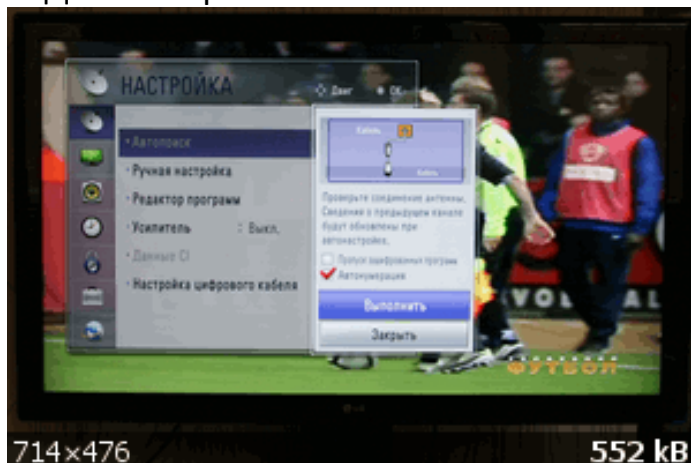 НАСТРОЙКА
Двиг ОК
· Автопоиск
· Ручная настройка
· Редактор программ
· Усилитель : Выкл.
· Данные CI
· Настройка цифрового кабеля
Кабель
Кабель
Проверьте соединение антенны.
Сведения о предыдущем канале
будут обновлены при
автонастройке.
Пропуск зашифрованных программ
Автонумерация
Выполнить
Закрыть
ФУТБОЛ
LG
714×476
552 kB